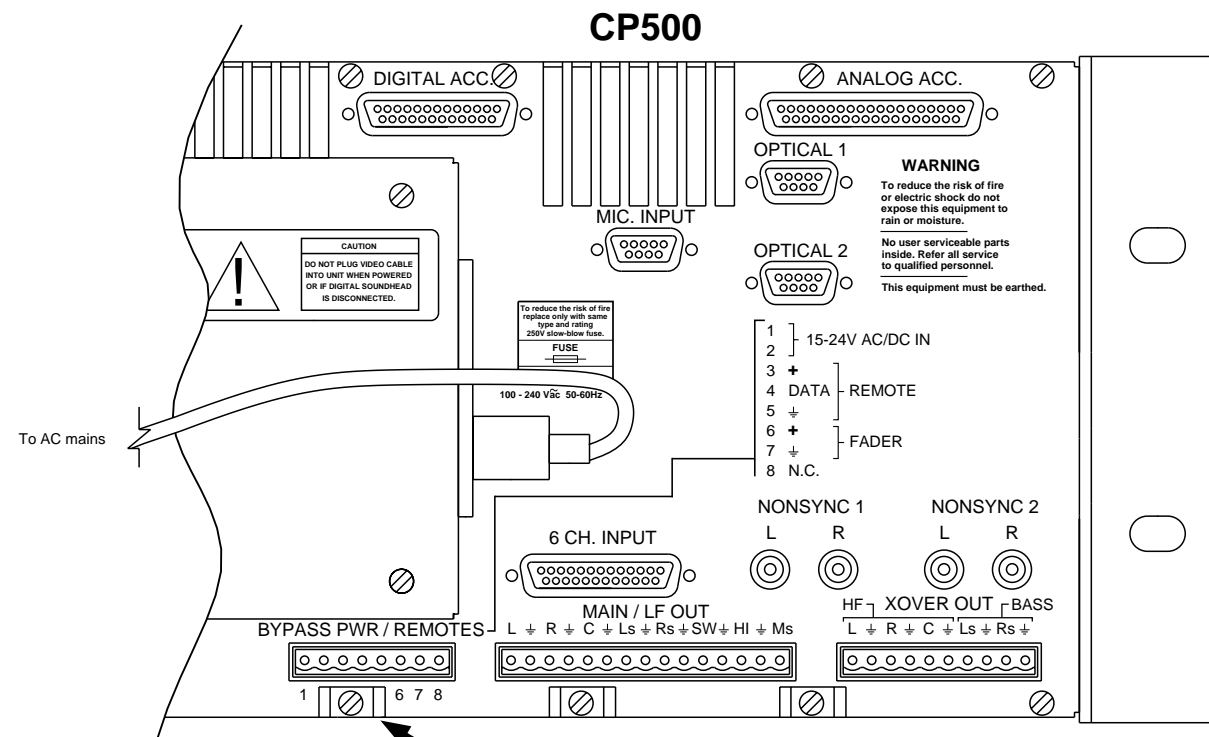 CP500
DIGITAL ACC.
ANALOG ACC.
OPTICAL 1
WARNING
To reduce the risk of fire
or electric shock do not
expose this equipment to
rain or moisture.
No user serviceable parts
inside. Refer all service
to qualified personnel.
This equipment must be earthed.
MIC. INPUT
OPTICAL 2
CAUTION
DO NOT PLUG VIDEO CABLE
INTO UNIT WHEN POWERED
OR IF DIGITAL SOUNDHEAD
IS DISCONNECTED.
!
To reduce the risk of fire
replace only with same
type and rating
250V slow-blow fuse.
FUSE
100 - 240 Vac 50-60Hz
1
2
15-24V AC/DC IN
3 +
4 DATA
5 ⏚
REMOTE
6 +
7 ⏚
FADER
8 N.C.
To AC mains
NONSYNC 1
L R
NONSYNC 2
L R
6 CH. INPUT
MAIN / LF OUT
L ⏚ R ⏚ C ⏚ Ls ⏚ Rs ⏚ SW ⏚ HI ⏚ Ms
HF XOVER OUT BASS
L ⏚ R ⏚ C ⏚ Ls ⏚ Rs ⏚
BYPASS PWR / REMOTES
1 6 7 8